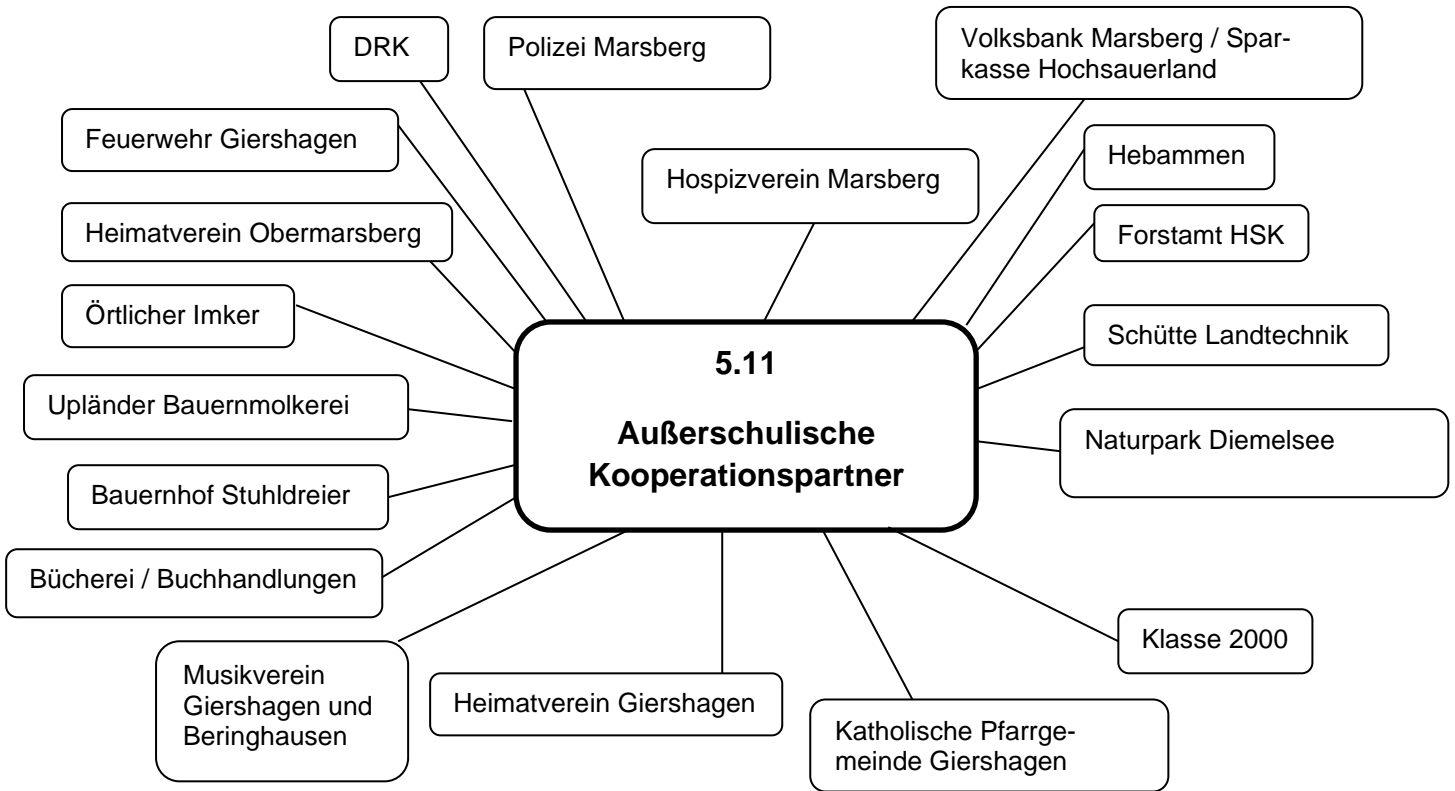 DRK
Polizei Marsberg
Volksbank Marsberg / Spar-
kasse Hochsauerland
Feuerwehr Giershagen
Hospizverein Marsberg
Hebammen
Heimatverein Obermarsberg
Forstamt HSK
Örtlicher Imker
Schütte Landtechnik
5.11
Außerschulische
Kooperationspartner
Upländer Bauernmolkerei
Naturpark Diemelsee
Bauernhof Stuhldreier
Bücherei / Buchhandlungen
Klasse 2000
Musikverein
Giershagen und
Beringhausen
Heimatverein Giershagen
Katholische Pfarrge-
meinde Giershagen